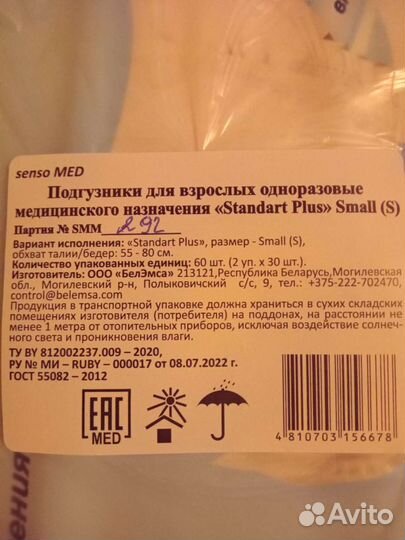 senso MED
Подгузники для взрослых одноразовые
медицинского назначения «Standart Plus» Small (S)
Партия № SMM 292
Вариант исполнения: «Standart Plus», размер - Small (S),
обхват талии/бедер: 55 - 80 см.
Количество упакованных единиц: 60 шт. (2 уп. х 30 шт.).
Изготовитель: ООО «БелЭмса» 213121,Республика Беларусь,Могилевская
обл., Могилевский р-н, Полыковичский с/с, 9, тел.: +375-222-702470,
control@belemsa.com
Продукция в транспортной упаковке должна храниться в сухих складских
помещениях изготовителя (потребителя) на поддонах, на расстоянии не
менее 1 метра от отопительных приборов, исключая воздействие солнеч-
ного света и проникновения влаги.
ТУ BY 812002237.009 – 2020,
РУ № МИ – RUBY – 000017 от 08.07.2022 г.
ГОСТ 55082 – 2012
EAC
MED
4 810703 156678
ения
Avito